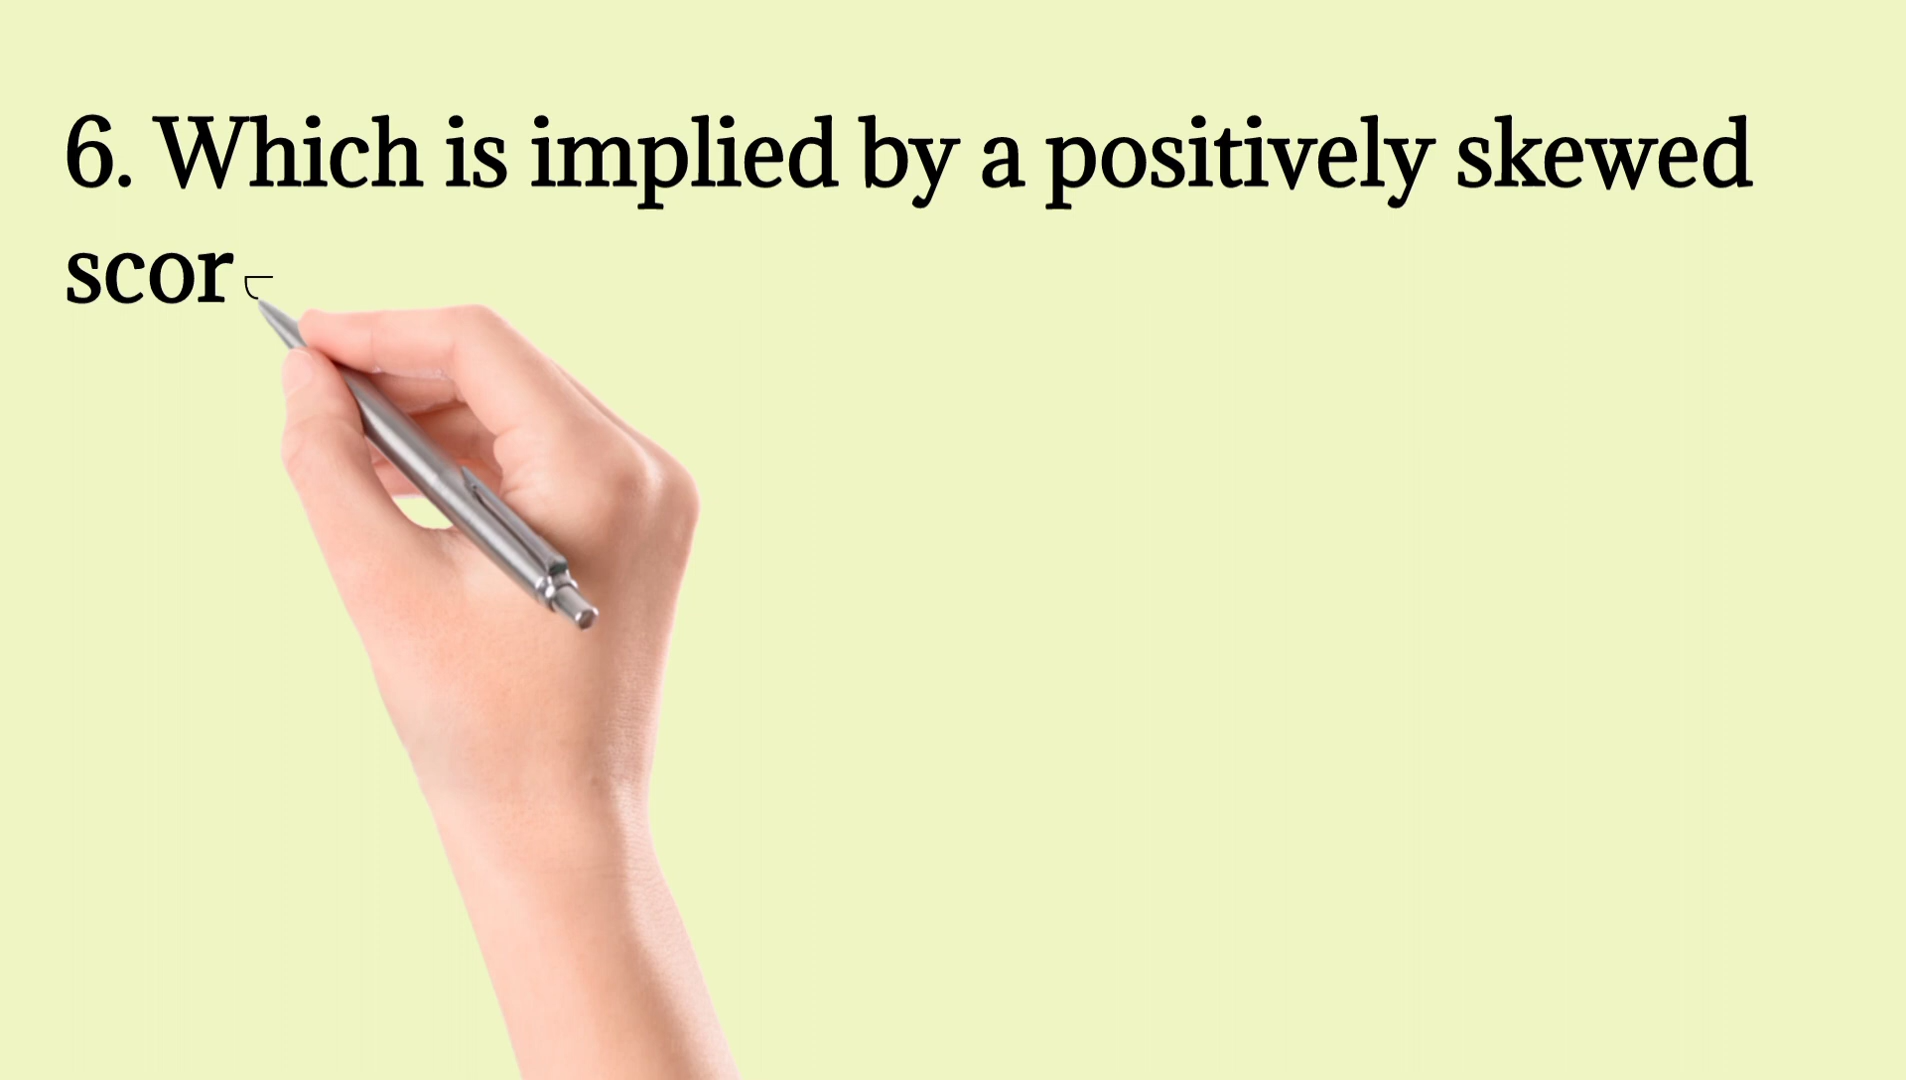 6. Which is implied by a positively skewed
scor